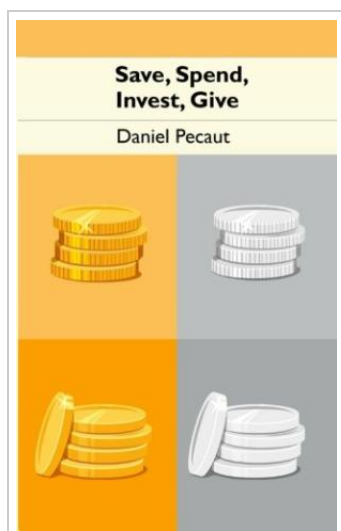 Save, Spend,
Invest, Give
Daniel Pecaut